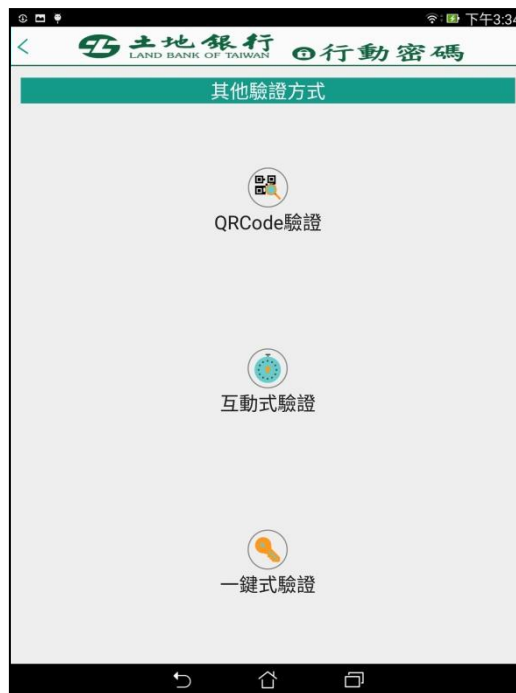 下午3:34
土地銀行 行動密碼
LAND BANK OF TAIWAN
其他驗證方式
QRCode驗證
互動式驗證
一鍵式驗證